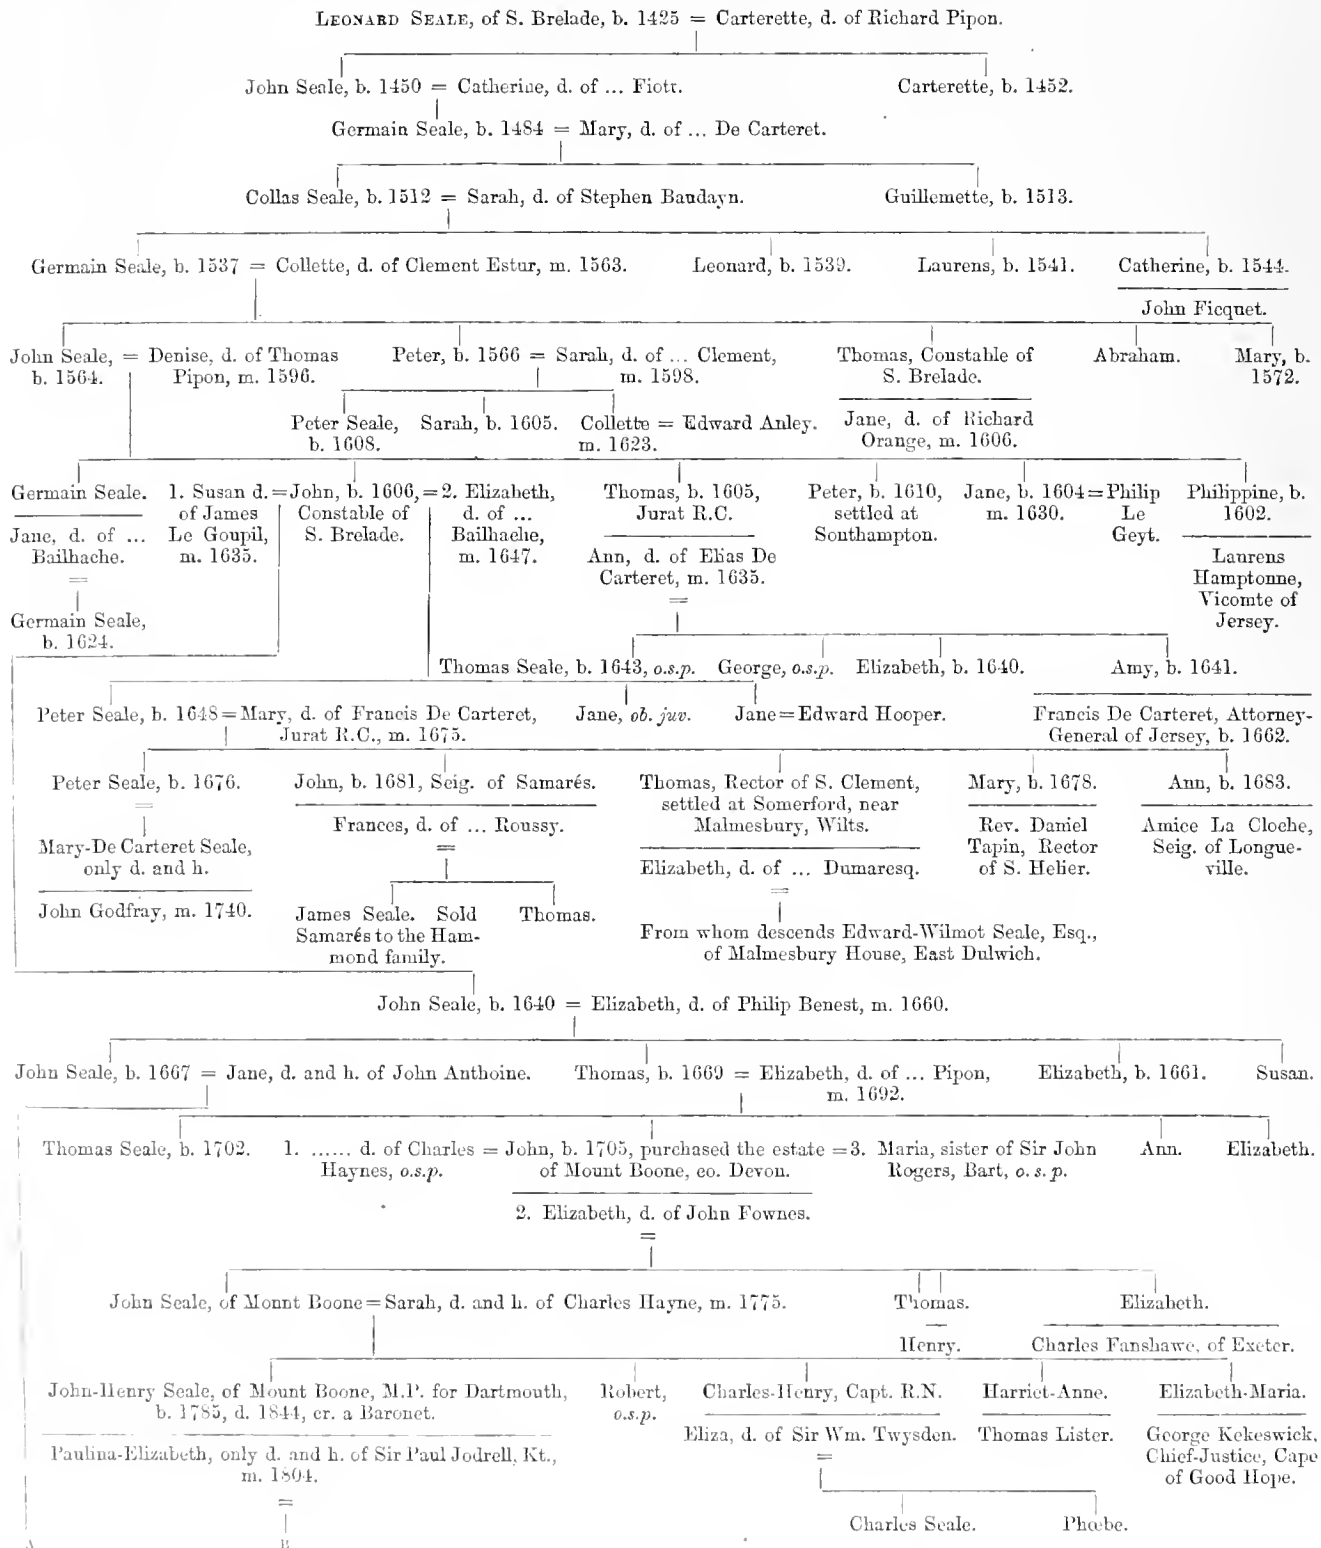 LEONARD SEALE, of S. Brelade, b. 1425 = Carterette, d. of Richard Pipon.
John Seale, b. 1450 = Catherine, d. of ... Fiott. Carterette, b. 1452.
Germain Seale, b. 1484 = Mary, d. of ... De Carteret.
Collas Seale, b. 1512 = Sarah, d. of Stephen Baudayn. Guillemette, b. 1513.
Germain Seale, b. 1537 = Collette, d. of Clement Estur, m. 1563. Leonard, b. 1539. Laurens, b. 1541. Catherine, b. 1544.
John Ficquet.
John Seale, = Denise, d. of Thomas Peter, b. 1566 = Sarah, d. of ... Clement, Thomas, Constable of Abraham. Mary, b.
b. 1564. Pipon, m. 1596. m. 1598. S. Brelade. 1572.
Peter Seale, Sarah, b. 1605. Collette = Edward Anley. Jane, d. of Richard
b. 1608. m. 1623. Orange, m. 1606.
Germain Seale. 1. Susan d. = John, b. 1606, = 2. Elizabeth, Thomas, b. 1605, Peter, b. 1610, Jane, b. 1604 = Philip Philippine, b.
of James Constable of d. of ... Jurat R.C. settled at m. 1630. Le 1602.
Jane, d. of ... Le Goupil, S. Brelade. Bailhache, Southampton. Geyt.
Bailhache. m. 1635. m. 1647. Ann, d. of Elias De Laurens
= Carteret, m. 1635. Hamptonne,
= Vicomte of
Germain Seale, Jersey.
b. 1624.
Thomas Seale, b. 1643, o.s.p. George, o.s.p. Elizabeth, b. 1640. Amy, b. 1641.
Peter Seale, b. 1648 = Mary, d. of Francis De Carteret, Jane, ob. juv. Jane = Edward Hooper. Francis De Carteret, Attorney-
Jurat R.C., m. 1675. General of Jersey, b. 1662.
Peter Seale, b. 1676. John, b. 1681, Seig. of Samarés. Thomas, Rector of S. Clement, Mary, b. 1678. Ann, b. 1683.
= settled at Somerford, near
Frances, d. of ... Roussy. Malmesbury, Wilts. Rev. Daniel Amice La Cloche,
Mary-De Carteret Seale, = Tapin, Rector Seig. of Longue-
only d. and h. Elizabeth, d. of ... Dumaresq. of S. Helier. ville.
=
John Godfray, m. 1740. James Seale. Sold Thomas.
Samarés to the Ham- From whom descends Edward-Wilmot Seale, Esq.,
mond family. of Malmesbury House, East Dulwich.
John Seale, b. 1640 = Elizabeth, d. of Philip Benest, m. 1660.
John Seale, b. 1667 = Jane, d. and h. of John Anthoine. Thomas, b. 1669 = Elizabeth, d. of ... Pipon, Elizabeth, b. 1661. Susan.
m. 1692.
Thomas Seale, b. 1702. 1. ...... d. of Charles = John, b. 1705, purchased the estate = 3. Maria, sister of Sir John Ann. Elizabeth.
Haynes, o.s.p. of Mount Boone, co. Devon. Rogers, Bart, o. s. p.
2. Elizabeth, d. of John Fownes.
=
John Seale, of Mount Boone = Sarah, d. and h. of Charles Hayne, m. 1775. Thomas. Elizabeth.
Henry. Charles Fanshawe, of Exeter.
John-Henry Seale, of Mount Boone, M.P. for Dartmouth, Robert, Charles-Henry, Capt. R.N. Harriet-Anne. Elizabeth-Maria.
b. 1785, d. 1844, cr. a Baronet. o.s.p.
Eliza, d. of Sir Wm. Twysden. Thomas Lister. George Kekeswick,
Paulina-Elizabeth, only d. and h. of Sir Paul Jodrell, Kt., = Chief-Justice, Cape
m. 1804. of Good Hope.
=
Charles Seale. Phœbe.
A B